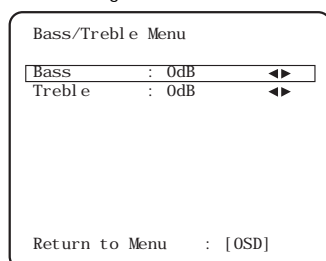 Bass/Treble Menu
Bass : 0dB ◀▶
Treble : 0dB ◀▶
Return to Menu : [OSD]